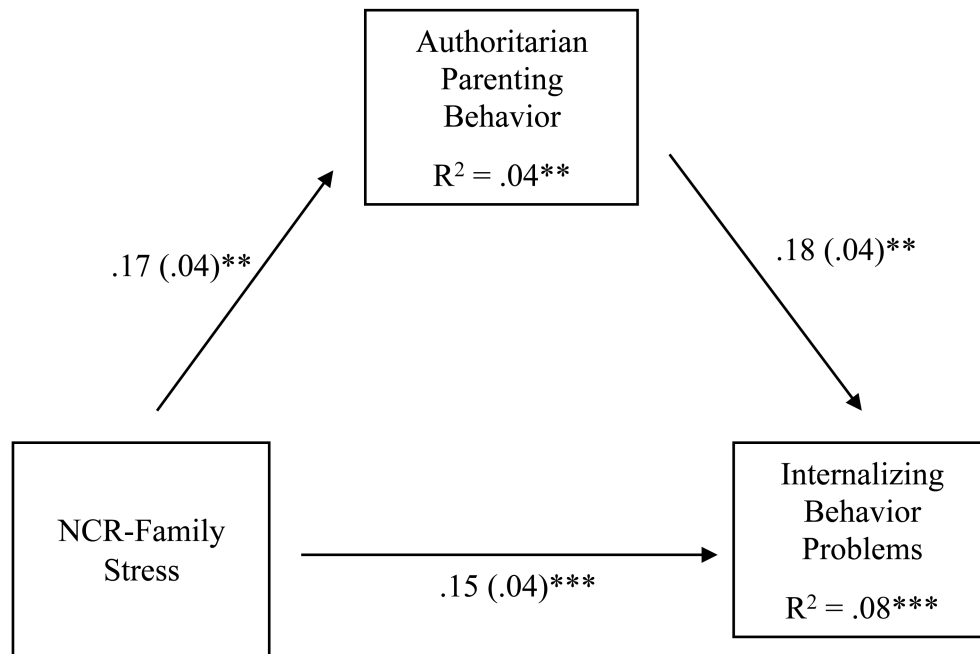 Authoritarian
Parenting
Behavior
R² = .04**
.17 (.04)**
.18 (.04)**
NCR-Family
Stress
.15 (.04)***
Internalizing
Behavior
Problems
R² = .08***